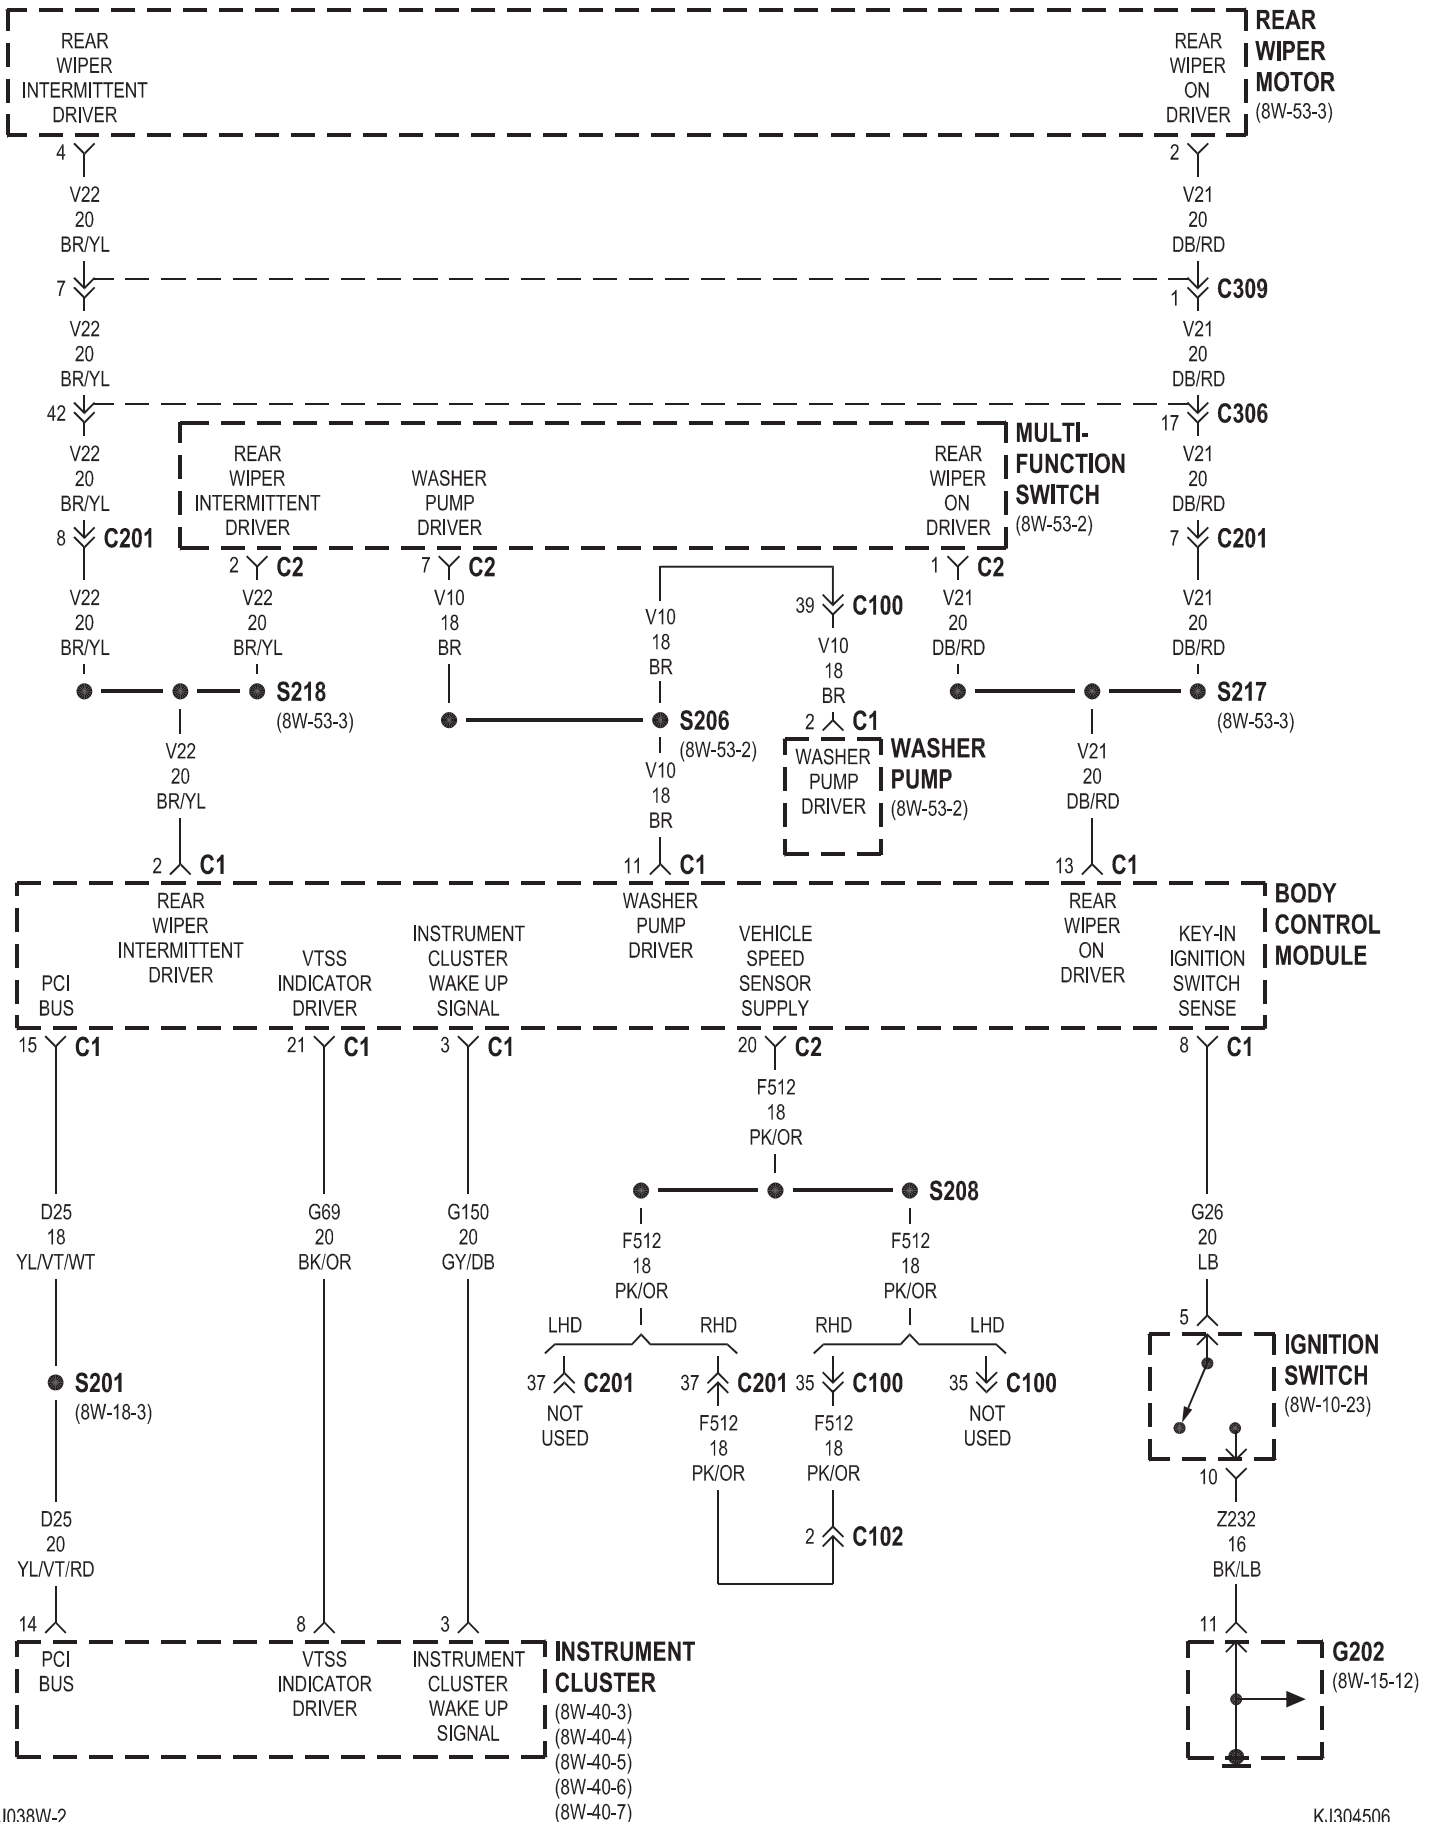 REAR
WIPER
INTERMITTENT
DRIVER
REAR
WIPER
ON
DRIVER
REAR
WIPER
MOTOR
(8W-53-3)
4
2
V22
20
BR/YL
V21
20
DB/RD
7
1
C309
V22
20
BR/YL
V21
20
DB/RD
42
17
C306
V22
20
BR/YL
V21
20
DB/RD
8
C201
7
C201
REAR
WIPER
INTERMITTENT
DRIVER
WASHER
PUMP
DRIVER
REAR
WIPER
ON
DRIVER
MULTI-
FUNCTION
SWITCH
(8W-53-2)
2
C2
7
C2
1
C2
V22
20
BR/YL
V22
20
BR/YL
V10
18
BR
V10
18
BR
39
C100
V10
18
BR
V21
20
DB/RD
V21
20
DB/RD
S218
(8W-53-3)
S206
(8W-53-2)
S217
(8W-53-3)
2
C1
WASHER
PUMP
DRIVER
WASHER
PUMP
(8W-53-2)
V22
20
BR/YL
V10
18
BR
V21
20
DB/RD
2
C1
11
C1
13
C1
REAR
WIPER
INTERMITTENT
DRIVER
WASHER
PUMP
DRIVER
REAR
WIPER
ON
DRIVER
BODY
CONTROL
MODULE
PCI
BUS
VTSS
INDICATOR
DRIVER
INSTRUMENT
CLUSTER
WAKE UP
SIGNAL
VEHICLE
SPEED
SENSOR
SUPPLY
KEY-IN
IGNITION
SWITCH
SENSE
15
C1
21
C1
3
C1
20
C2
8
C1
F512
18
PK/OR
S208
D25
18
YL/VT/WT
G69
20
BK/OR
G150
20
GY/DB
F512
18
PK/OR
F512
18
PK/OR
G26
20
LB
LHD
RHD
RHD
LHD
37
C201
NOT
USED
37
C201
35
C100
35
C100
NOT
USED
F512
18
PK/OR
F512
18
PK/OR
2
C102
5
IGNITION
SWITCH
(8W-10-23)
10
S201
(8W-18-3)
D25
20
YL/VT/RD
Z232
16
BK/LB
14
8
3
11
PCI
BUS
VTSS
INDICATOR
DRIVER
INSTRUMENT
CLUSTER
WAKE UP
SIGNAL
INSTRUMENT
CLUSTER
(8W-40-3)
(8W-40-4)
(8W-40-5)
(8W-40-6)
(8W-40-7)
G202
(8W-15-12)
J038W-2
KJ304506